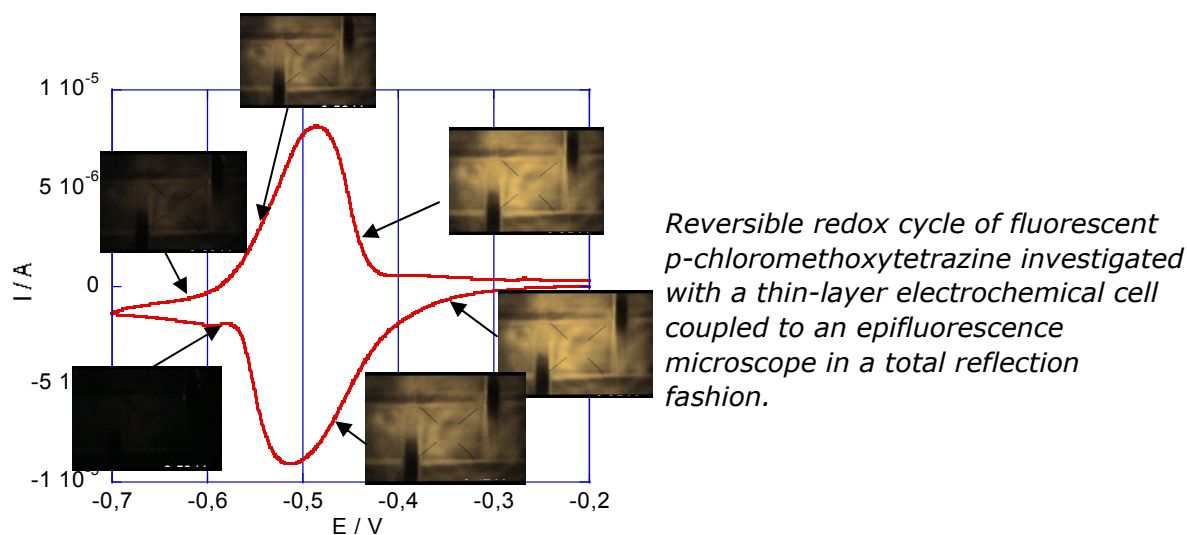 1 10-5
5 10-6
0
-5 1
-1 10-5
I / A
-0,7 -0,6 -0,5 -0,4 -0,3 -0,2
E / V
Reversible redox cycle of fluorescent
p-chloromethoxytetrazine investigated
with a thin-layer electrochemical cell
coupled to an epifluorescence
microscope in a total reflection
fashion.